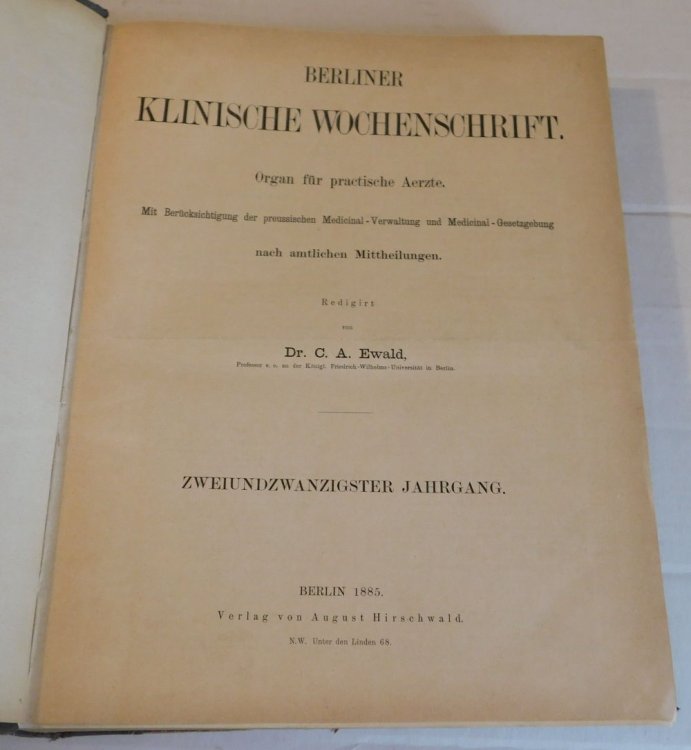 BERLINER
KLINISCHE WOCHENSCHRIFT.
Organ für practische Aerzte.
Mit Berücksichtigung der preussischen Medicinal-Verwaltung und Medicinal-Gesetzgebung
nach amtlichen Mittheilungen.
Redigirt
von
Dr. C. A. Ewald,
Professor e. o. an der Königl. Friedrich-Wilhelms-Universität in Berlin.
ZWEIUNDZWANZIGSTER JAHRGANG.
BERLIN 1885.
Verlag von August Hirschwald.
N.W. Unter den Linden 68.